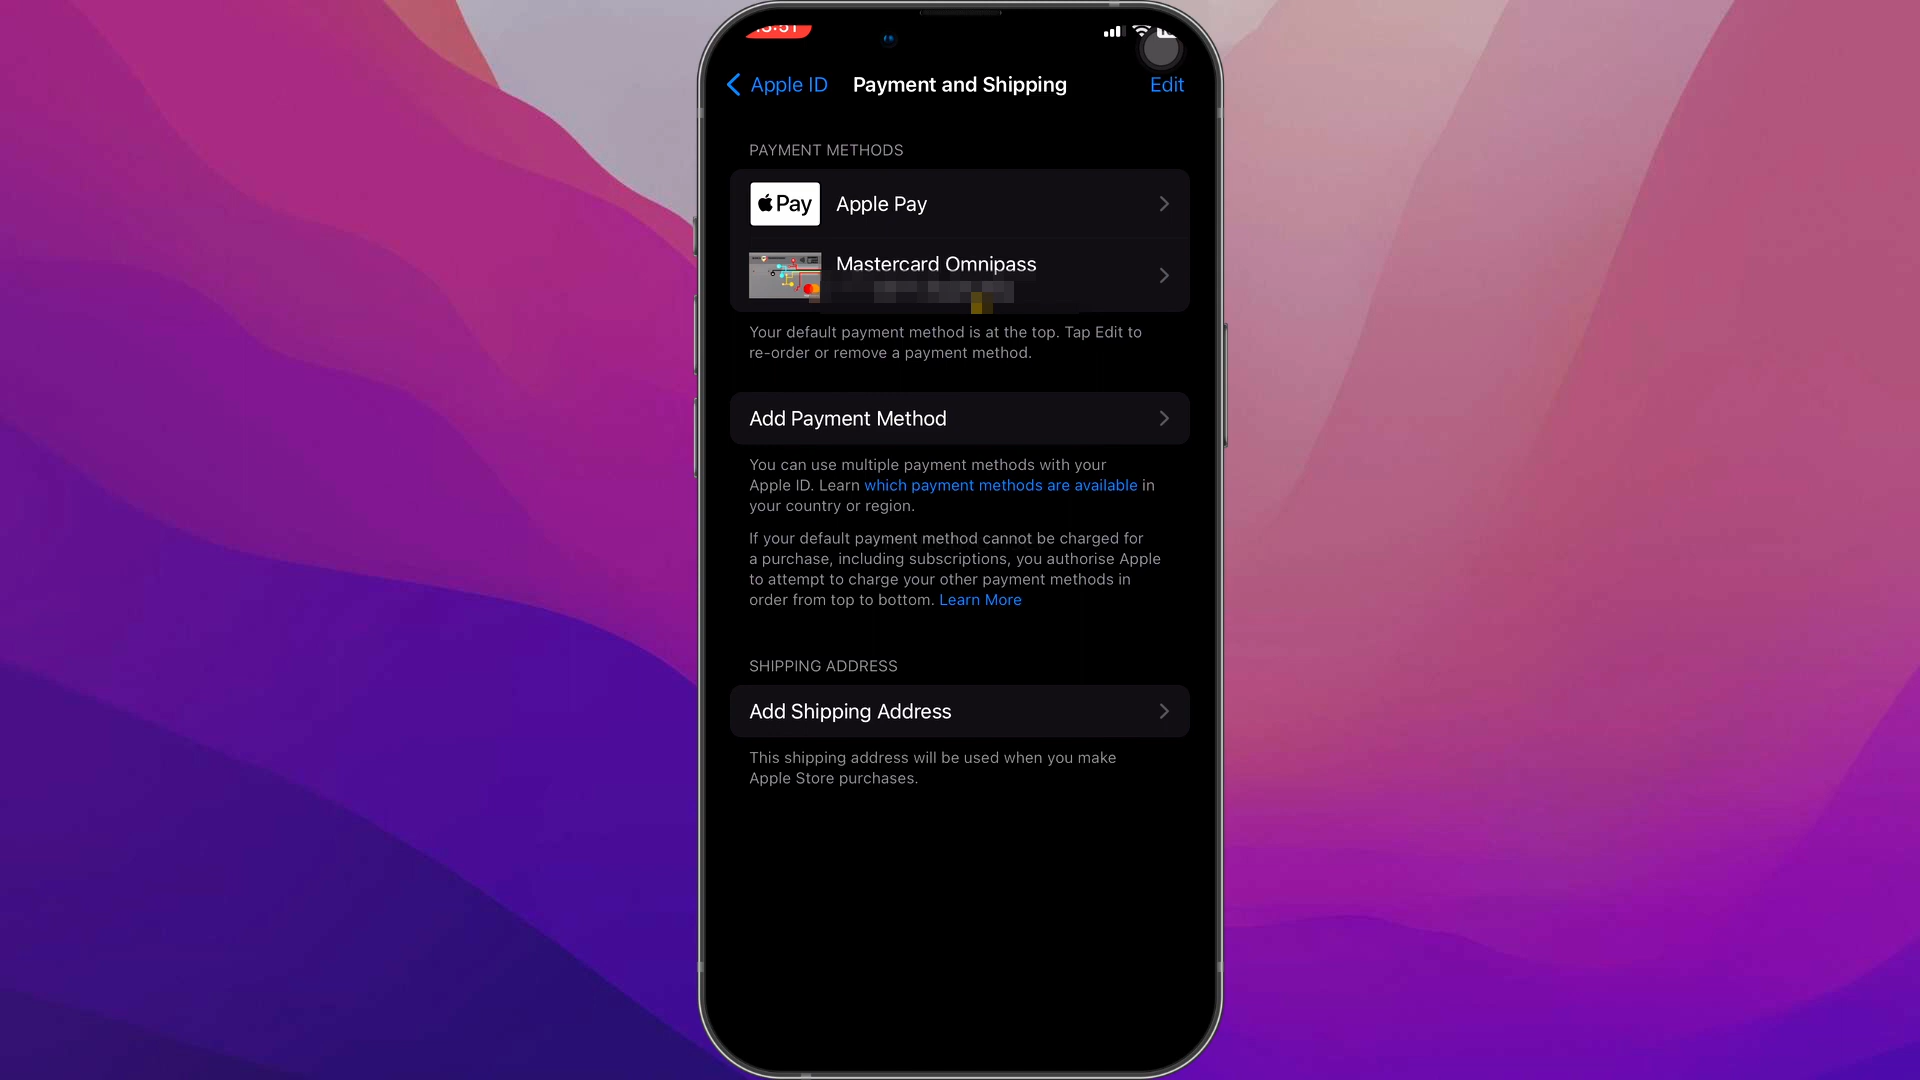 Apple ID
Payment and Shipping
Edit
PAYMENT METHODS
Pay
Apple Pay
Mastercard Omnipass
Your default payment method is at the top. Tap Edit to
re-order or remove a payment method.
Add Payment Method
You can use multiple payment methods with your
Apple ID. Learn which payment methods are available in
your country or region.
If your default payment method cannot be charged for
a purchase, including subscriptions, you authorise Apple
to attempt to charge your other payment methods in
order from top to bottom. Learn More
SHIPPING ADDRESS
Add Shipping Address
This shipping address will be used when you make
Apple Store purchases.